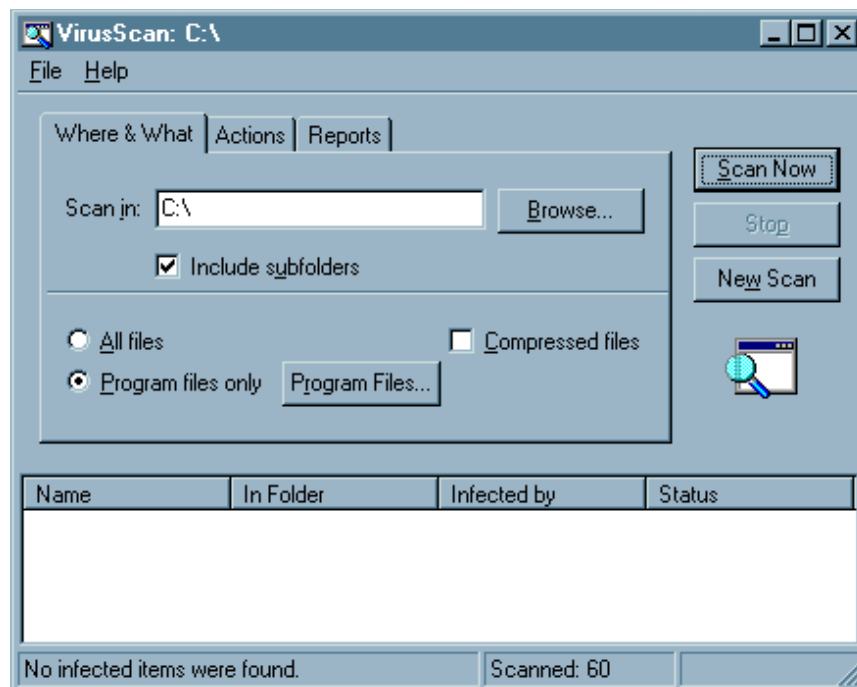 VirusScan: C:\
File Help
Where & What Actions Reports
Scan in: C:\ Browse...
Include subfolders
All files Compressed files
Program files only Program Files...
Scan Now
Stop
New Scan
Name In Folder Infected by Status
No infected items were found. Scanned: 60